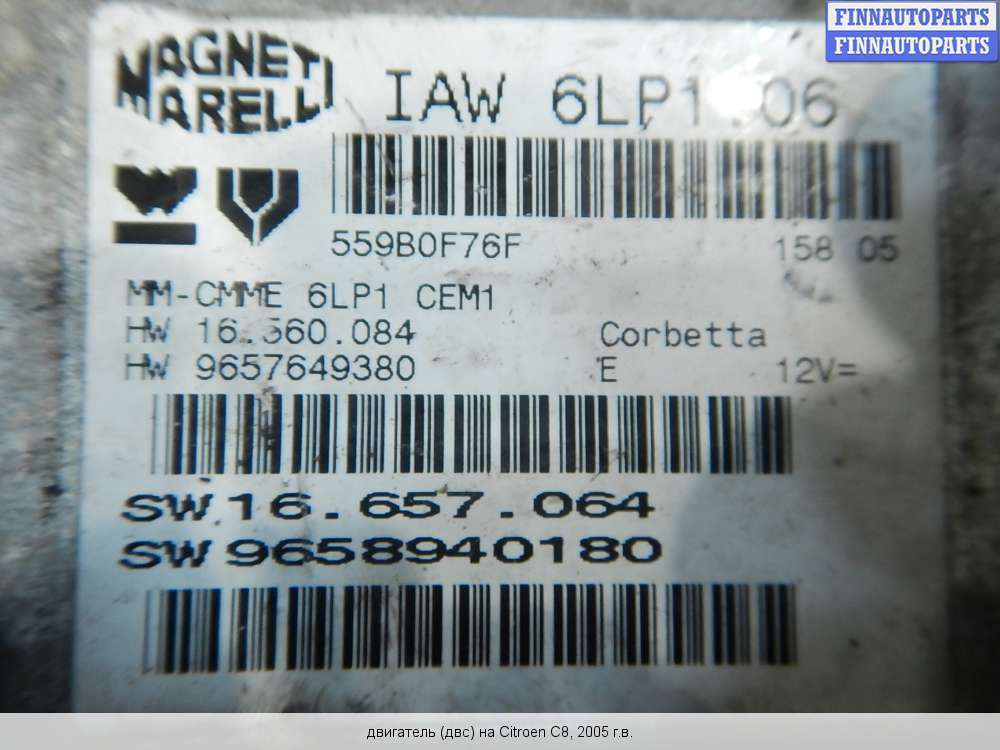 FINNAUTOPARTS
FINNAUTOPARTS
MAGNETI
MARELLI
IAW 6LP1.06
559B0F76F 158 05
MM-CMME 6LP1 CEM1
HW 16.560.084 Corbetta
HW 9657649380 E 12V=
SW16.657.064
SW9658940180
двигатель (двс) на Citroen C8, 2005 г.в.